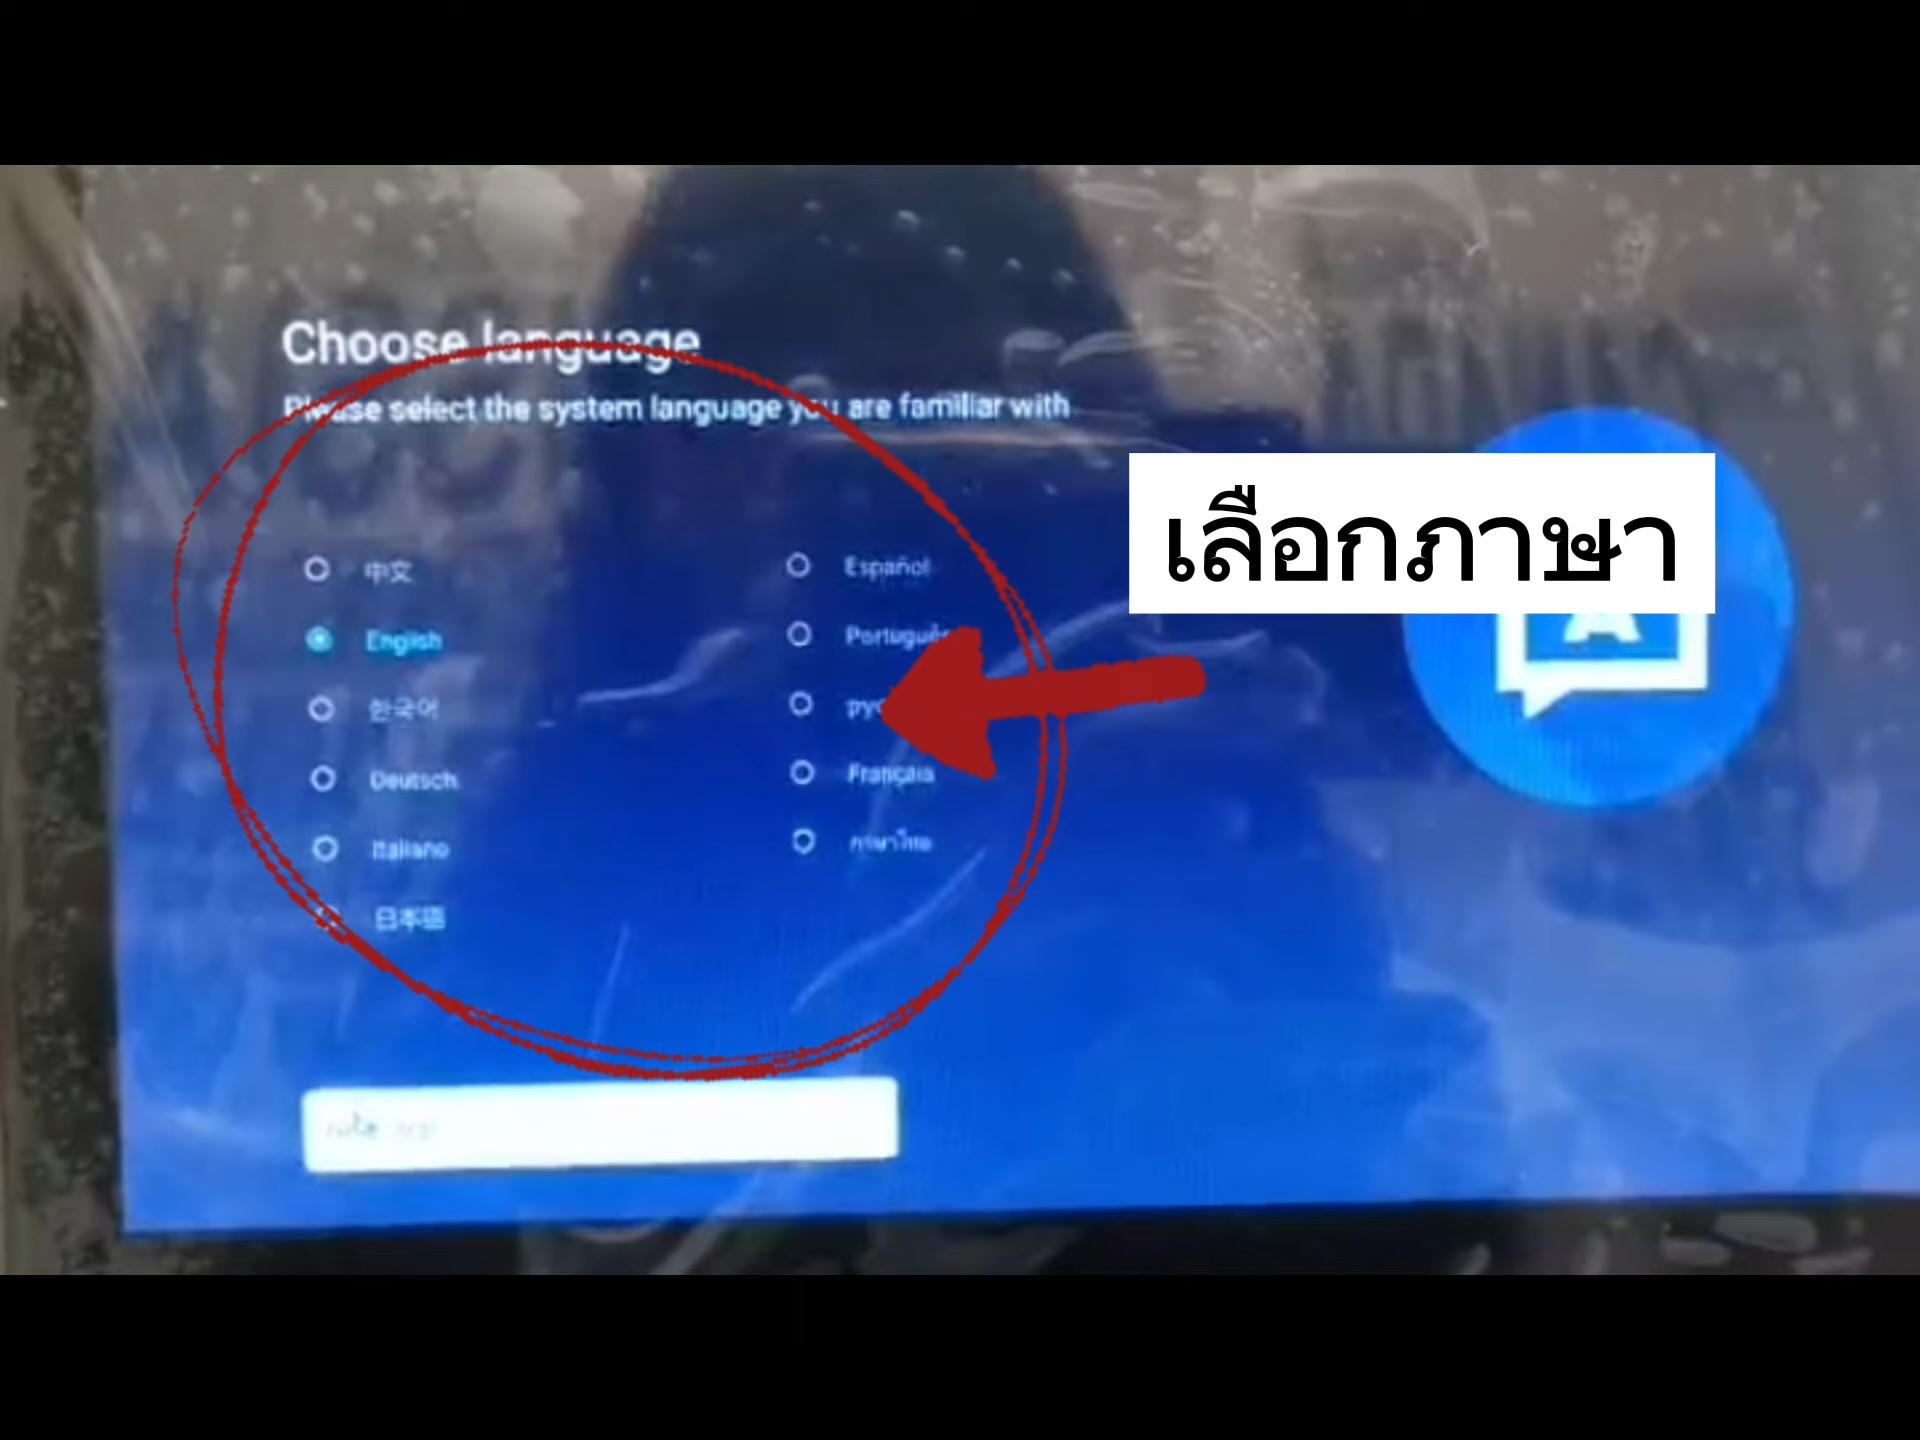 Choose language
Please select the system language you are familiar with
เลือกภาษา
中文
Español
English
한국어
Deutsch
Français
Italiano
ภาษาไทย
日本語
A